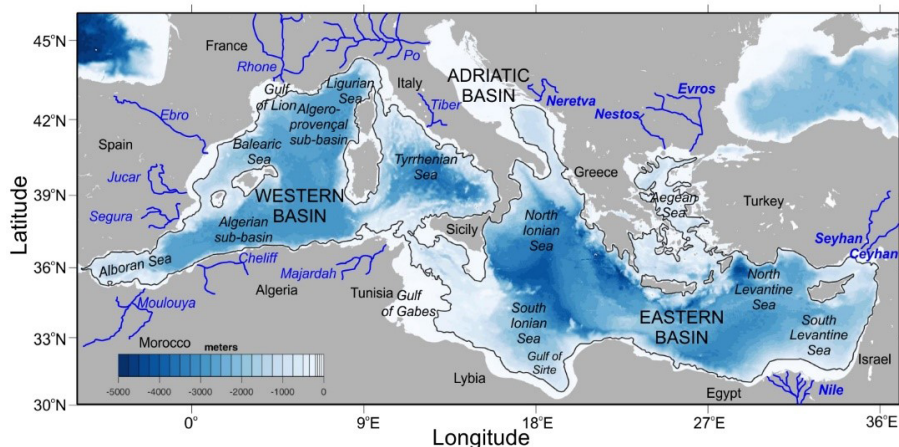 45°N
42°N
39°N
36°N
33°N
30°N
Latitude
France
Rhone
Po
Gulf
of Lion
Ligurian
Sea
Italy
ADRIATIC
BASIN
Algero-
provençal
sub-basin
Tiber
Neretva
Nestos
Evros
Ebro
Spain
Balearic
Sea
Tyrrhenian
Sea
Greece
Turkey
Jucar
WESTERN
BASIN
Aegean
Sea
Segura
Algerian
sub-basin
Sicily
North
Ionian
Sea
Seyhan
Ceyhan
Alboran Sea
Cheliff
Majardah
Moulouya
Algeria
Tunisia
Gulf
of Gabes
North
Levantine
Sea
South
Ionian
Sea
EASTERN
BASIN
South
Levantine
Sea
Morocco
meters
-5000 -4000 -3000 -2000 -1000 0
Gulf of
Sirte
Lybia
Egypt
Nile
Israel
0° 9°E 18°E 27°E 36°E
Longitude